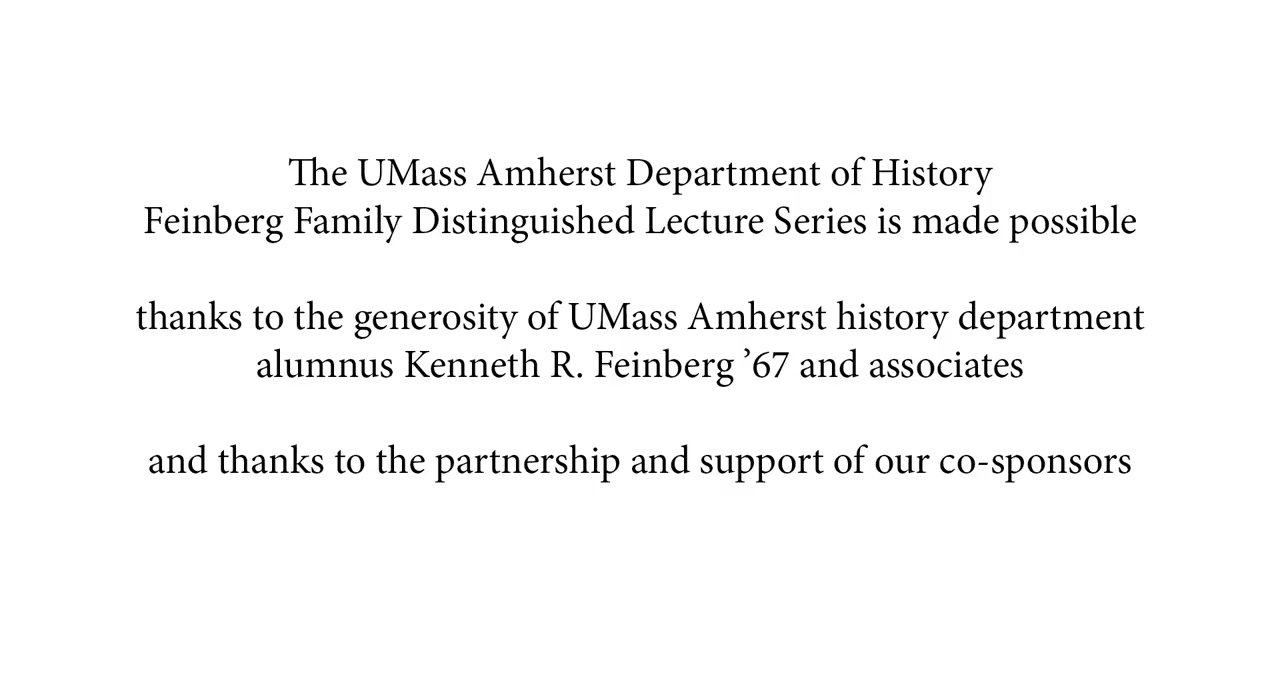 The UMass Amherst Department of History
Feinberg Family Distinguished Lecture Series is made possible
thanks to the generosity of UMass Amherst history department
alumnus Kenneth R. Feinberg ’67 and associates
and thanks to the partnership and support of our co-sponsors